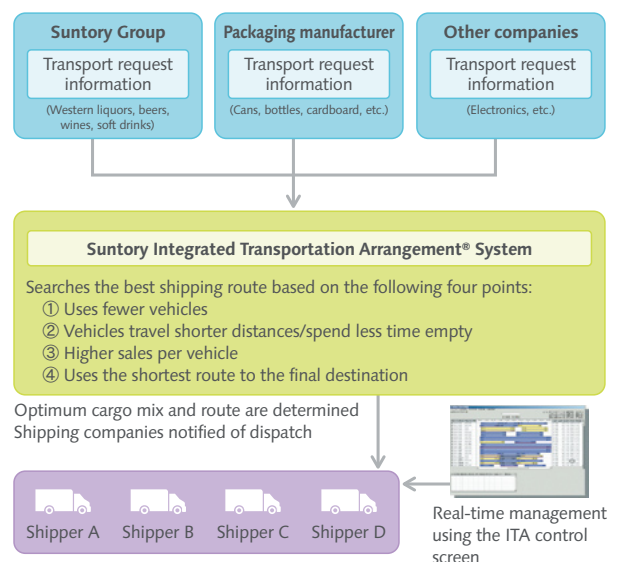 Suntory Group
Transport request
information
(Western liquors, beers,
wines, soft drinks)
Packaging manufacturer
Transport request
information
(Cans, bottles, cardboard, etc.)
Other companies
Transport request
information
(Electronics, etc.)
Suntory Integrated Transportation Arrangement® System
Searches the best shipping route based on the following four points:
① Uses fewer vehicles
② Vehicles travel shorter distances/spend less time empty
③ Higher sales per vehicle
④ Uses the shortest route to the final destination
Optimum cargo mix and route are determined
Shipping companies notified of dispatch
Shipper A
Shipper B
Shipper C
Shipper D
Real-time management
using the ITA control
screen